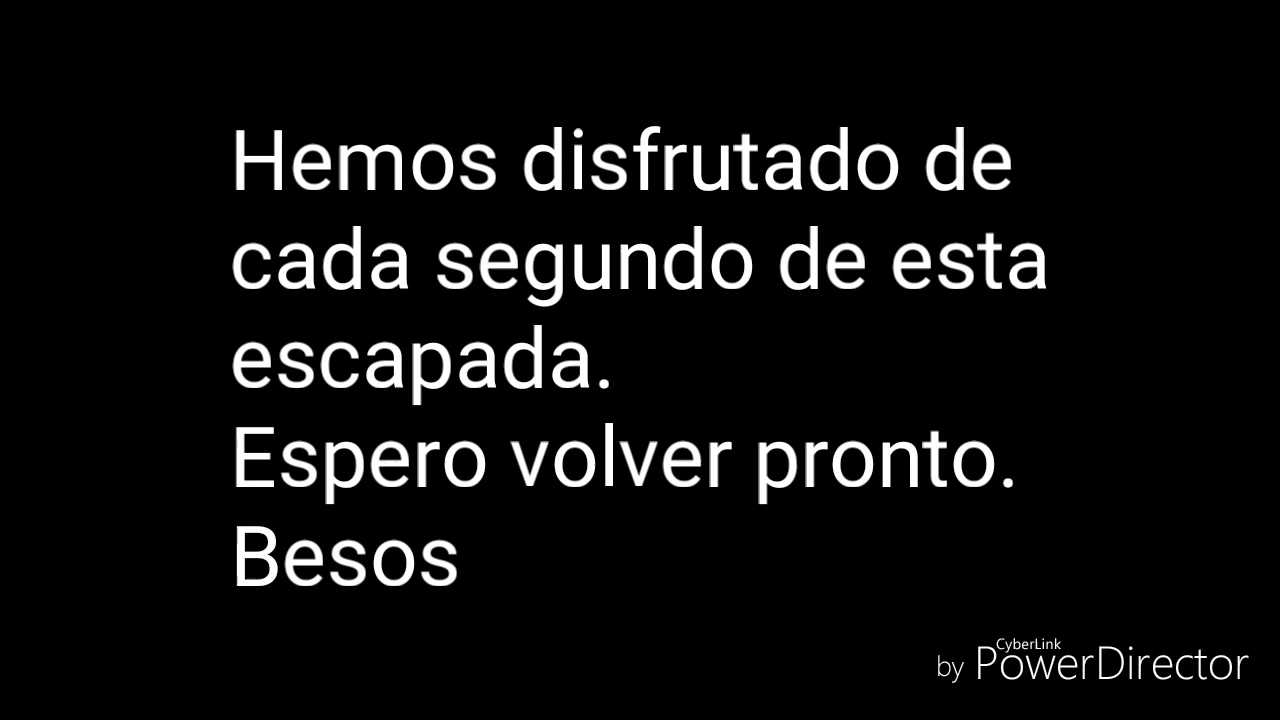 Hemos disfrutado de
cada segundo de esta
escapada.
Espero volver pronto.
Besos
by CyberLink PowerDirector